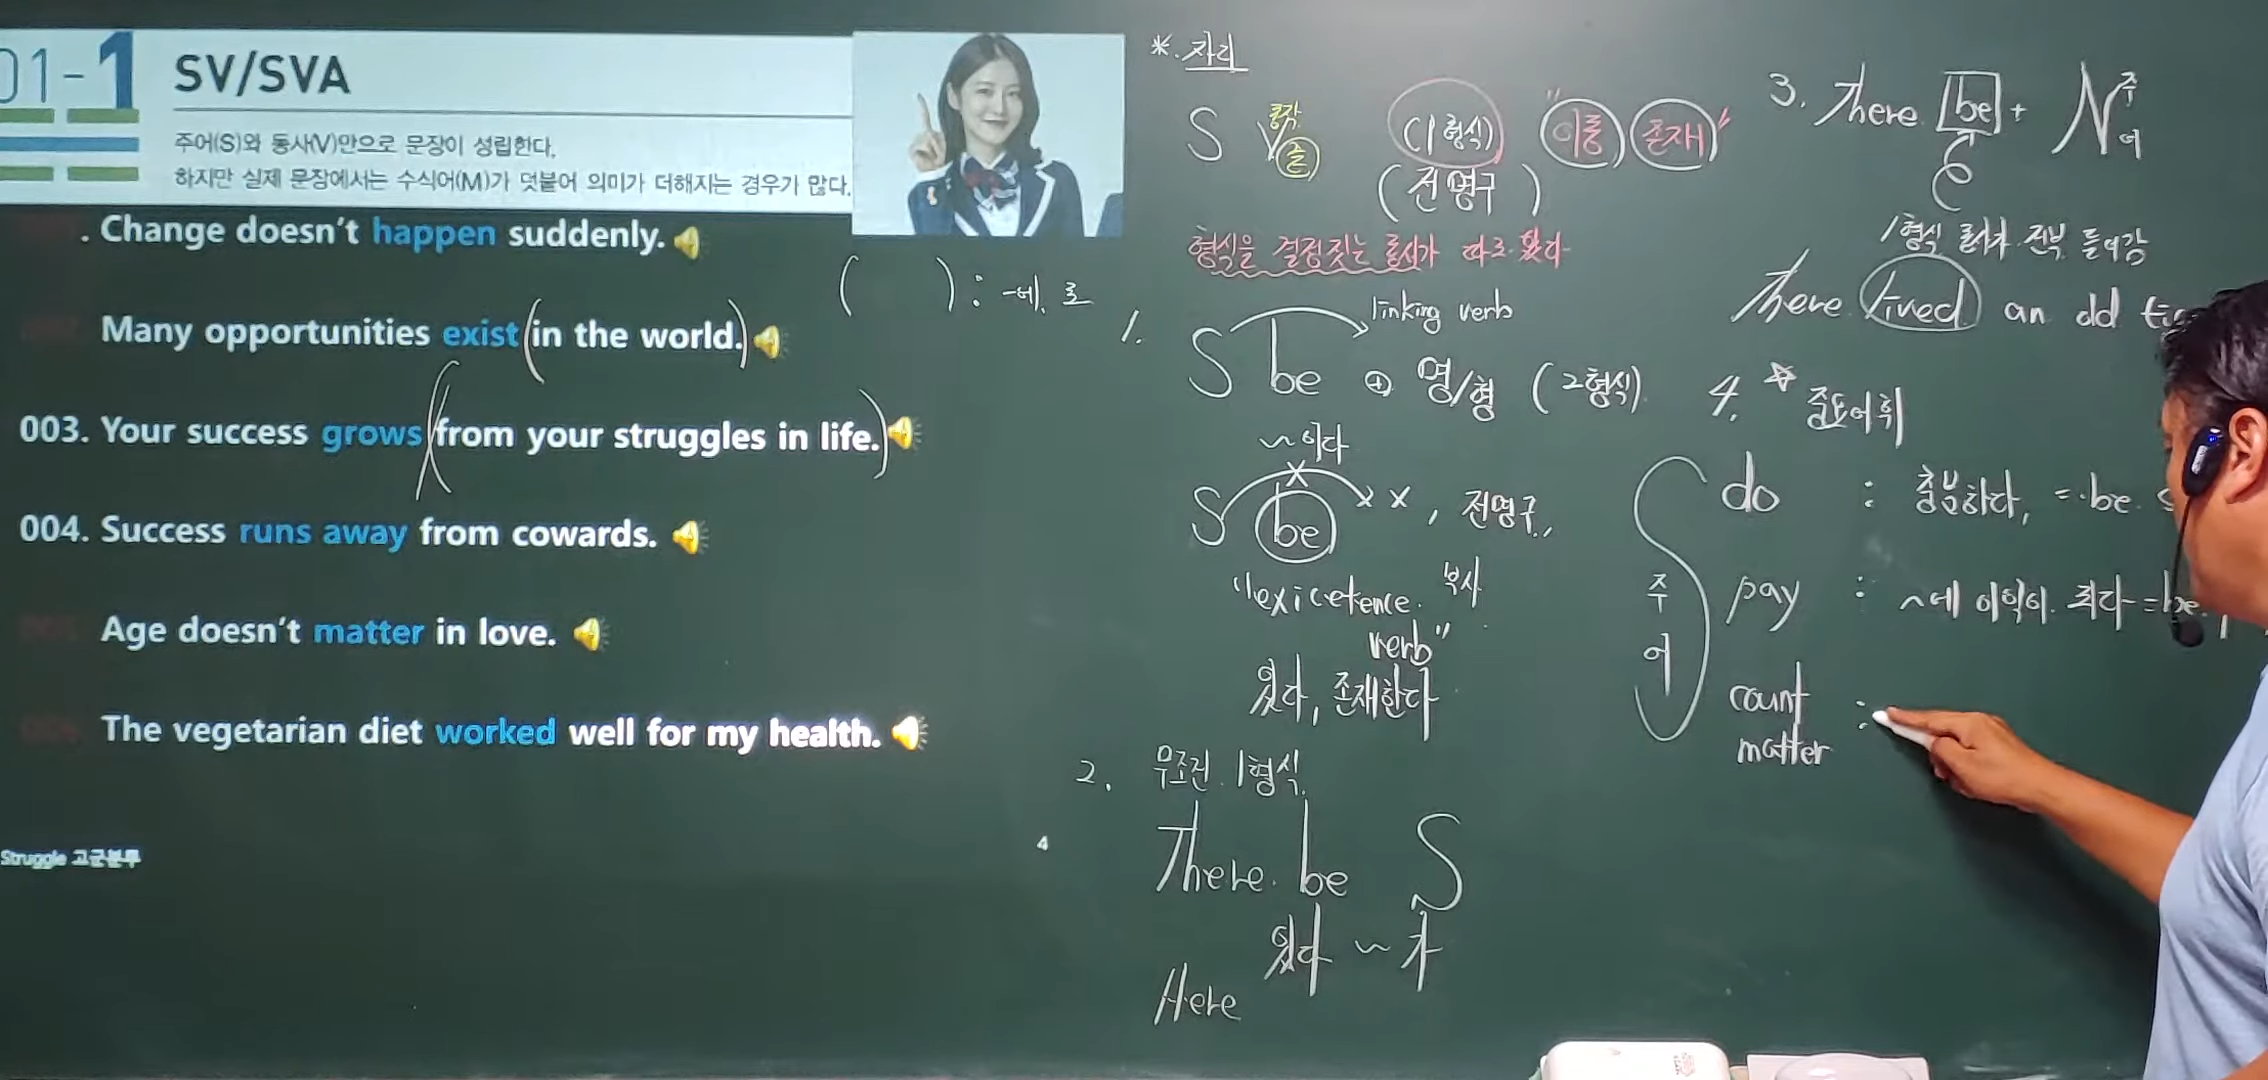 01-1 SV/SVA
주어(S)와 동사(V)만으로 문장이 성립한다.
하지만 실제 문장에서는 수식어(M)가 덧붙어 의미가 더해지는 경우가 많다.
. Change doesn't happen suddenly.
Many opportunities exist (in the world.)
003. Your success grows (from your struggles in life.)
004. Success runs away from cowards.
Age doesn't matter in love.
The vegetarian diet worked well for my health.
Struggle 고군분투
4
( ) : -에, 로
*. 자리
S V (1형식) "이동 존재"
(전명구)
형식을 결정짓는 동사가 따로 있다
1. linking verb
S be + 명/형 (2형식)
~이다
S be x x, 전명구,
부사
"exicetence verb"
있다, 존재한다
2. 무조건 1형식
There be S
있다 ~가
Here
3. There be + N 주어
1형식 동사가 전부 들어감
There lived an old
4. ☆ 중요어휘
S 주어
do : 충분하다, = be
pay : ~에 이익이 되다 = be
count :
matter